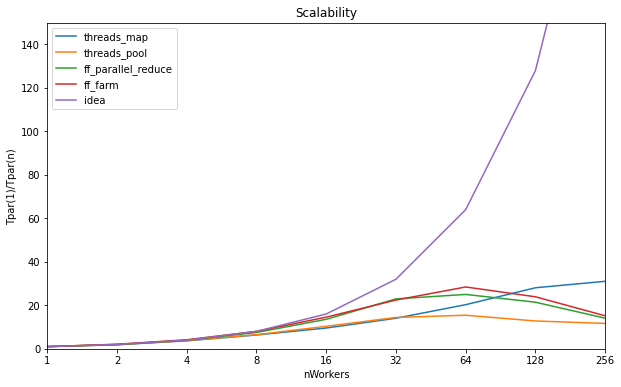 Scalability
threads_map
threads_pool
ff_parallel_reduce
ff_farm
idea
Tpar(1)/Tpar(n)
140
120
100
80
60
40
20
0
1 2 4 8 16 32 64 128 256
nWorkers